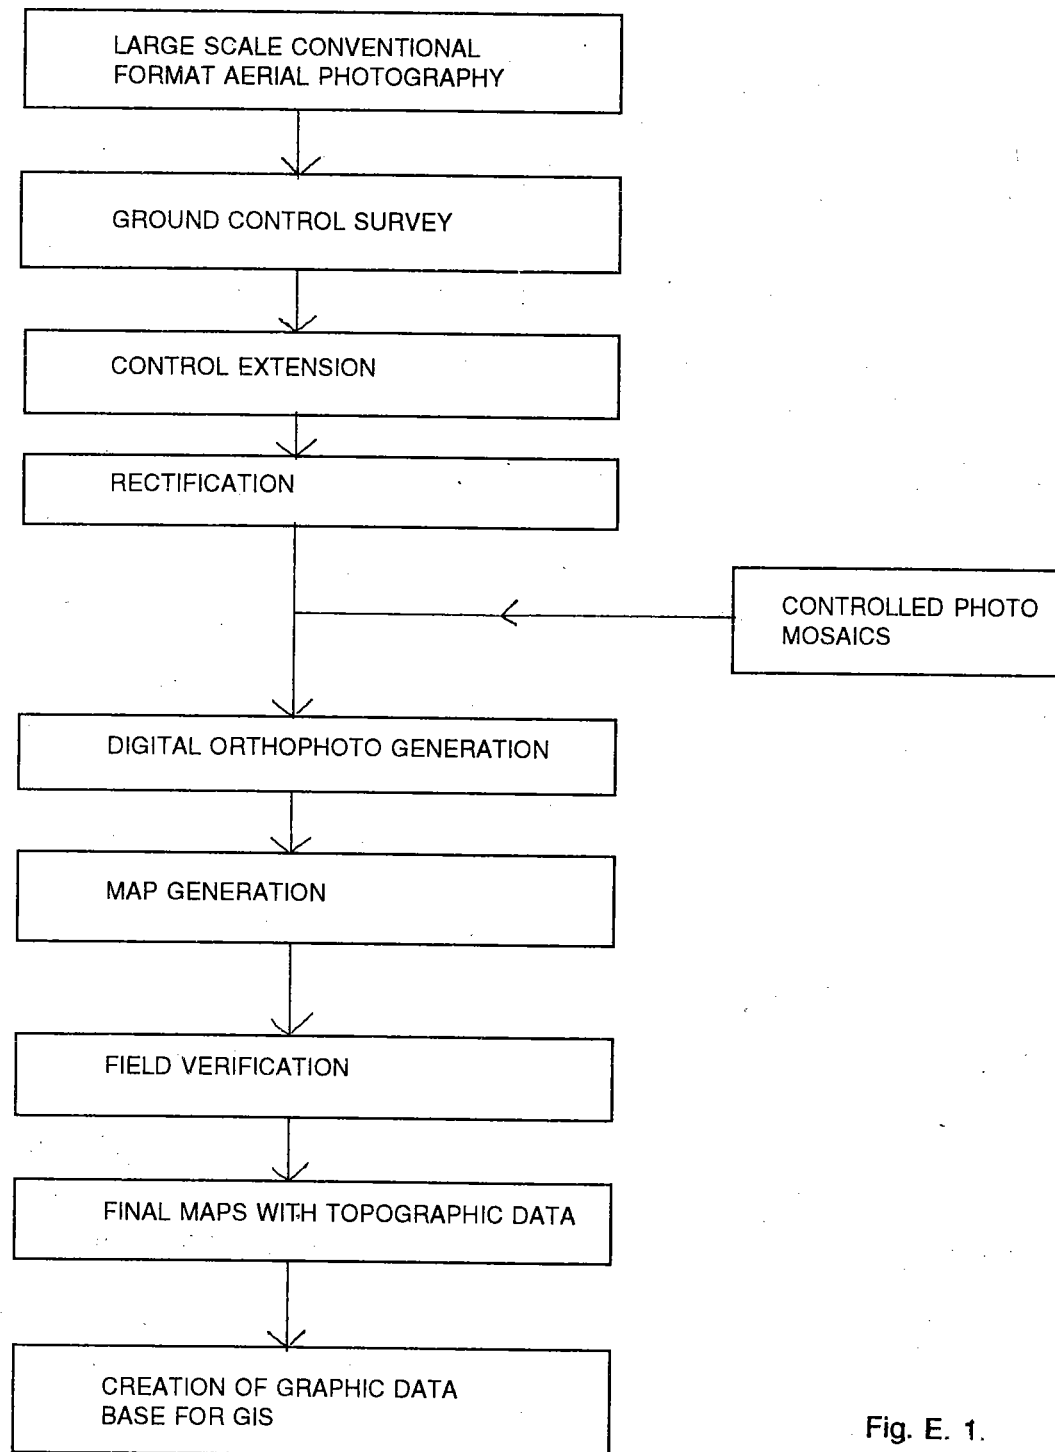 LARGE SCALE CONVENTIONAL
FORMAT AERIAL PHOTOGRAPHY
GROUND CONTROL SURVEY
CONTROL EXTENSION
RECTIFICATION
CONTROLLED PHOTO
MOSAICS
DIGITAL ORTHOPHOTO GENERATION
MAP GENERATION
FIELD VERIFICATION
FINAL MAPS WITH TOPOGRAPHIC DATA
CREATION OF GRAPHIC DATA
BASE FOR GIS
Fig. E. 1.